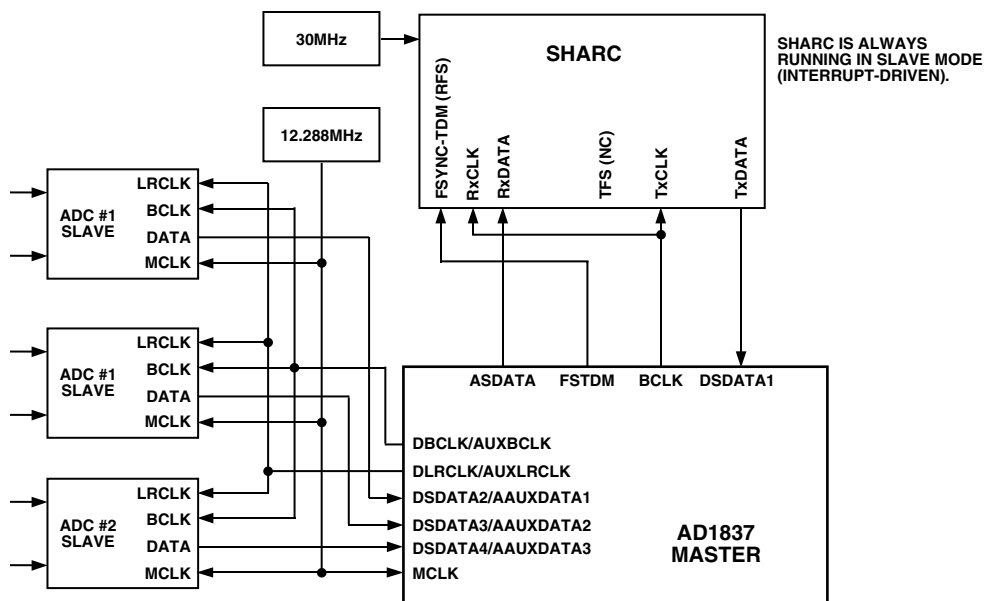 30MHz
SHARC
SHARC IS ALWAYS
RUNNING IN SLAVE MODE
(INTERRUPT-DRIVEN).
FSYNC-TDM (RFS)
RxCLK
RxDATA
TFS (NC)
TxCLK
TxDATA
12.288MHz
ADC #1
SLAVE
LRCLK
BCLK
DATA
MCLK
ADC #1
SLAVE
LRCLK
BCLK
DATA
MCLK
ADC #2
SLAVE
LRCLK
BCLK
DATA
MCLK
ASDATA
FSTDM
BCLK
DSDATA1
DBCLK/AUXBCLK
DLRCLK/AUXLRCLK
DSDATA2/AAUXDATA1
DSDATA3/AAUXDATA2
DSDATA4/AAUXDATA3
MCLK
AD1837
MASTER